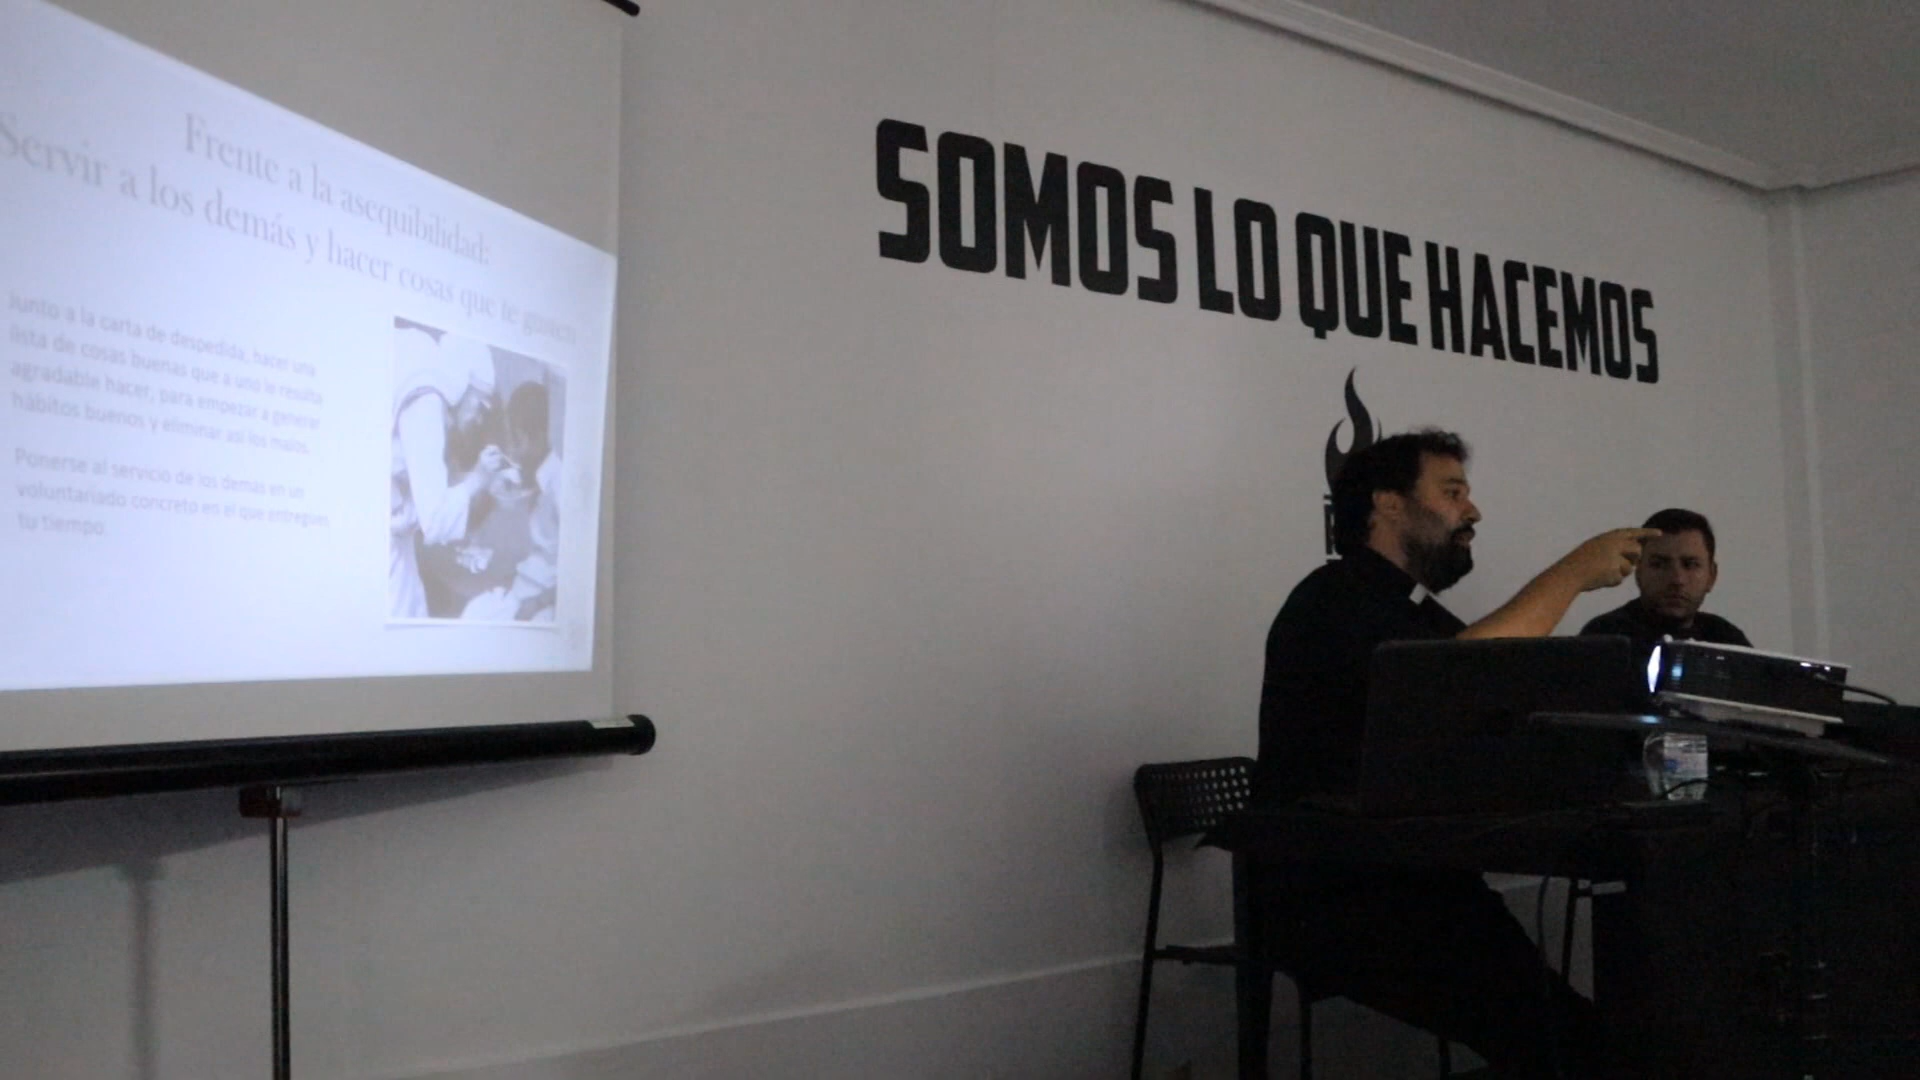 Frente a la asequibilidad:
Servir a los demás y hacer cosas que te gusten
Junto a la carta de despedida, hacer una
lista de cosas buenas que a uno le resulta
agradable hacer, para empezar a generar
hábitos buenos y eliminar así los malos.
Ponerse al servicio de los demás en un
voluntariado concreto en el que entregues
tu tiempo.
SOMOS LO QUE HACEMOS